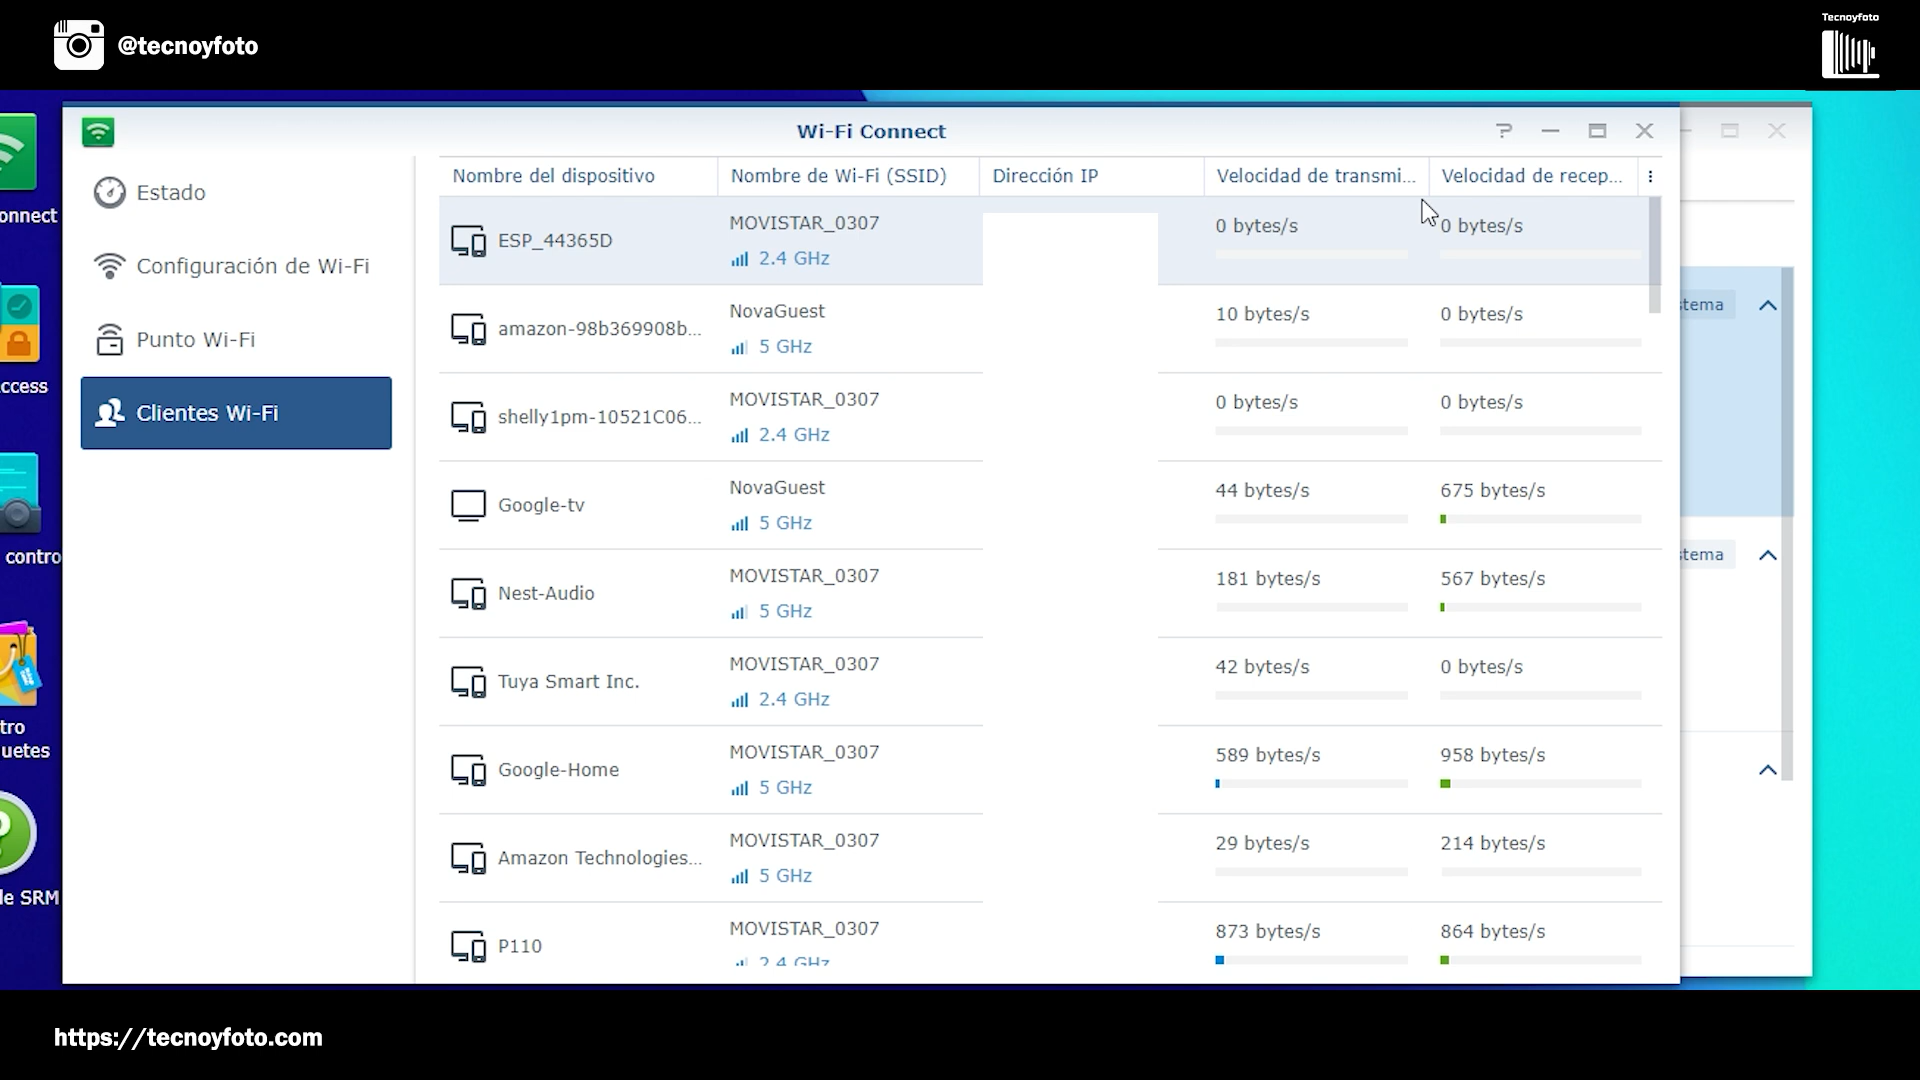 @tecnoyfoto
Tecnoyfoto
Wi-Fi Connect
Estado
Configuración de Wi-Fi
Punto Wi-Fi
Clientes Wi-Fi
Nombre del dispositivo
Nombre de Wi-Fi (SSID)
Dirección IP
Velocidad de transmi...
Velocidad de recep...
ESP_44365D
MOVISTAR_0307
2.4 GHz
0 bytes/s
0 bytes/s
amazon-98b369908b...
NovaGuest
5 GHz
10 bytes/s
0 bytes/s
shelly1pm-10521C06...
MOVISTAR_0307
2.4 GHz
0 bytes/s
0 bytes/s
Google-tv
NovaGuest
5 GHz
44 bytes/s
675 bytes/s
Nest-Audio
MOVISTAR_0307
5 GHz
181 bytes/s
567 bytes/s
Tuya Smart Inc.
MOVISTAR_0307
2.4 GHz
42 bytes/s
0 bytes/s
Google-Home
MOVISTAR_0307
5 GHz
589 bytes/s
958 bytes/s
Amazon Technologies...
MOVISTAR_0307
5 GHz
29 bytes/s
214 bytes/s
P110
MOVISTAR_0307
2.4 GHz
873 bytes/s
864 bytes/s
onnect
ccess
contro
tro
uetes
le SRM
stema
stema
https://tecnoyfoto.com